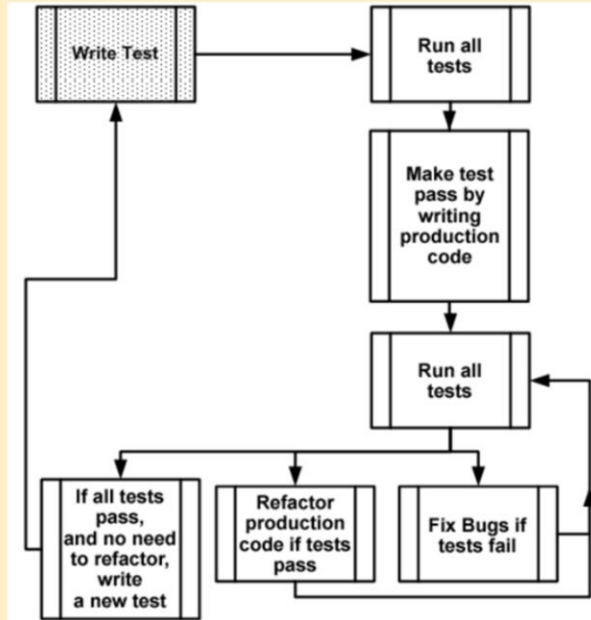 Write Test
Run all
tests
Make test
pass by
writing
production
code
Run all
tests
If all tests
pass,
and no need
to refactor,
write
a new test
Refactor
production
code if tests
pass
Fix Bugs if
tests fail